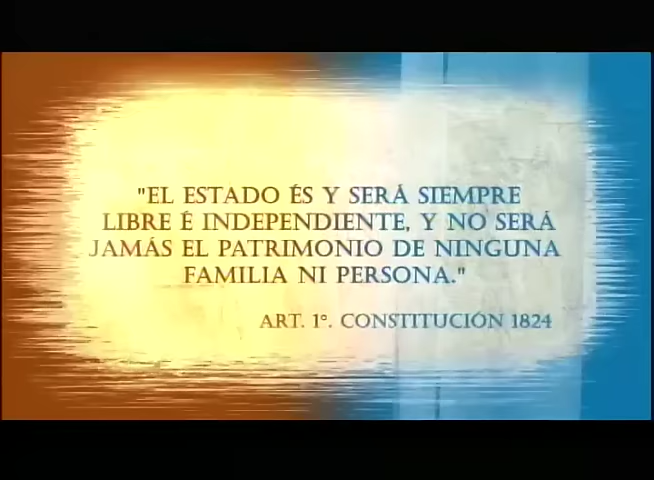 "EL ESTADO ÉS Y SERÁ SIEMPRE
LIBRE É INDEPENDIENTE, Y NO SERÁ
JAMÁS EL PATRIMONIO DE NINGUNA
FAMILIA NI PERSONA."
ART. 1°. CONSTITUCIÓN 1824